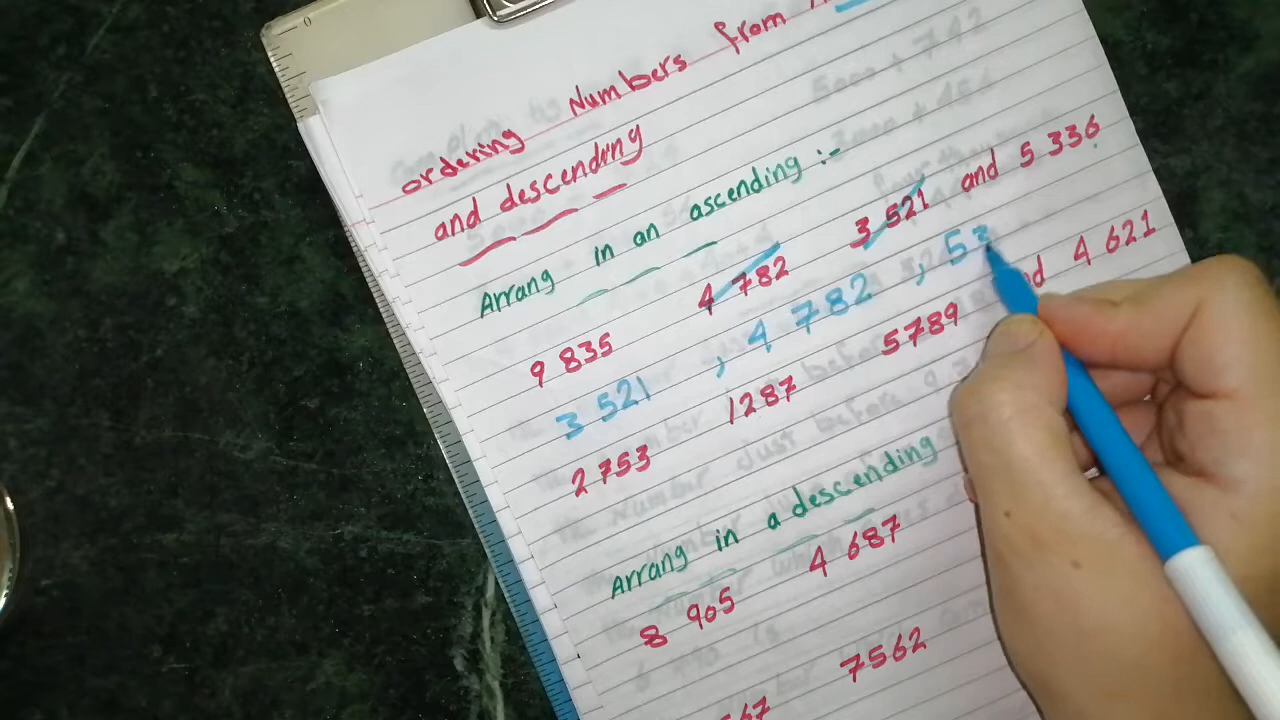 ordering Numbers from
and descending
Arrang in an ascending :-
9 835 4 782 3 521 and 5 336
3 521 , 4 782 , 53
2 753 1287 5789 4 621
Arrang in a descending
8 905 4 687
7562